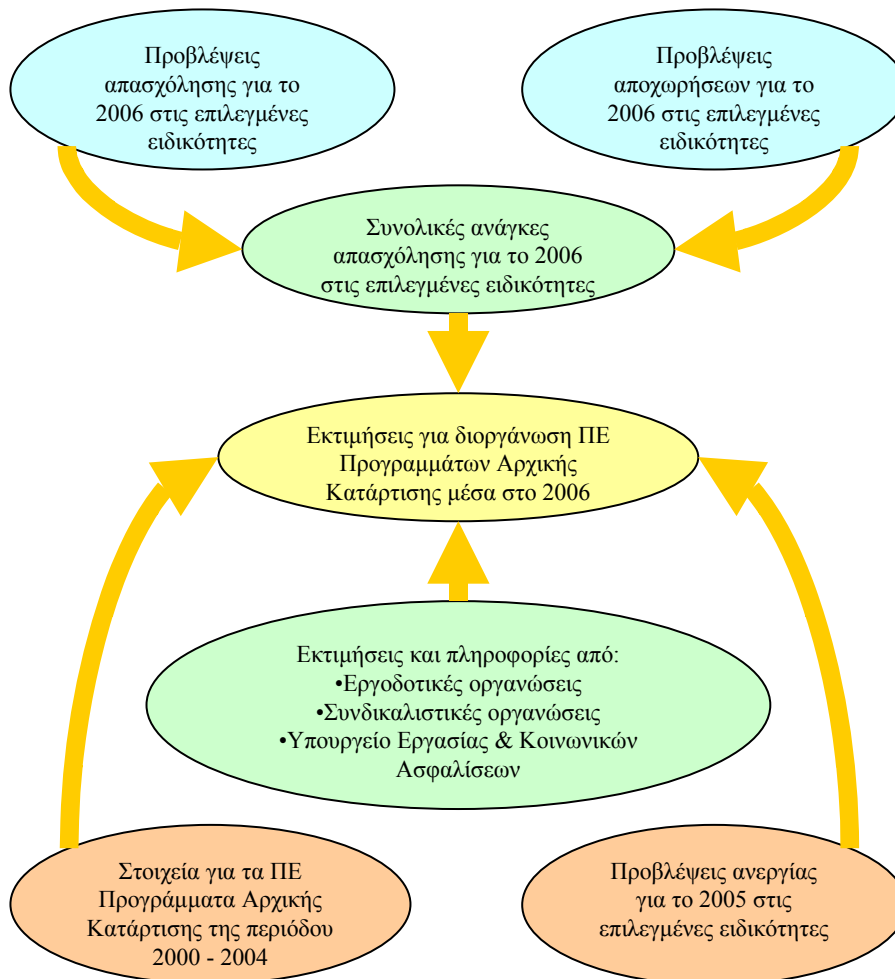 Προβλέψεις
απασχόλησης για το
2006 στις επιλεγμένες
ειδικότητες
Προβλέψεις
αποχωρήσεων για το
2006 στις επιλεγμένες
ειδικότητες
Συνολικές ανάγκες
απασχόλησης για το 2006
στις επιλεγμένες ειδικότητες
Εκτιμήσεις για διοργάνωση ΠΕ
Προγραμμάτων Αρχικής
Κατάρτισης μέσα στο 2006
Εκτιμήσεις και πληροφορίες από:
•Εργοδοτικές οργανώσεις
•Συνδικαλιστικές οργανώσεις
•Υπουργείο Εργασίας & Κοινωνικών
Ασφαλίσεων
Στοιχεία για τα ΠΕ
Προγράμματα Αρχικής
Κατάρτισης της περιόδου
2000 - 2004
Προβλέψεις ανεργίας
για το 2005 στις
επιλεγμένες ειδικότητες